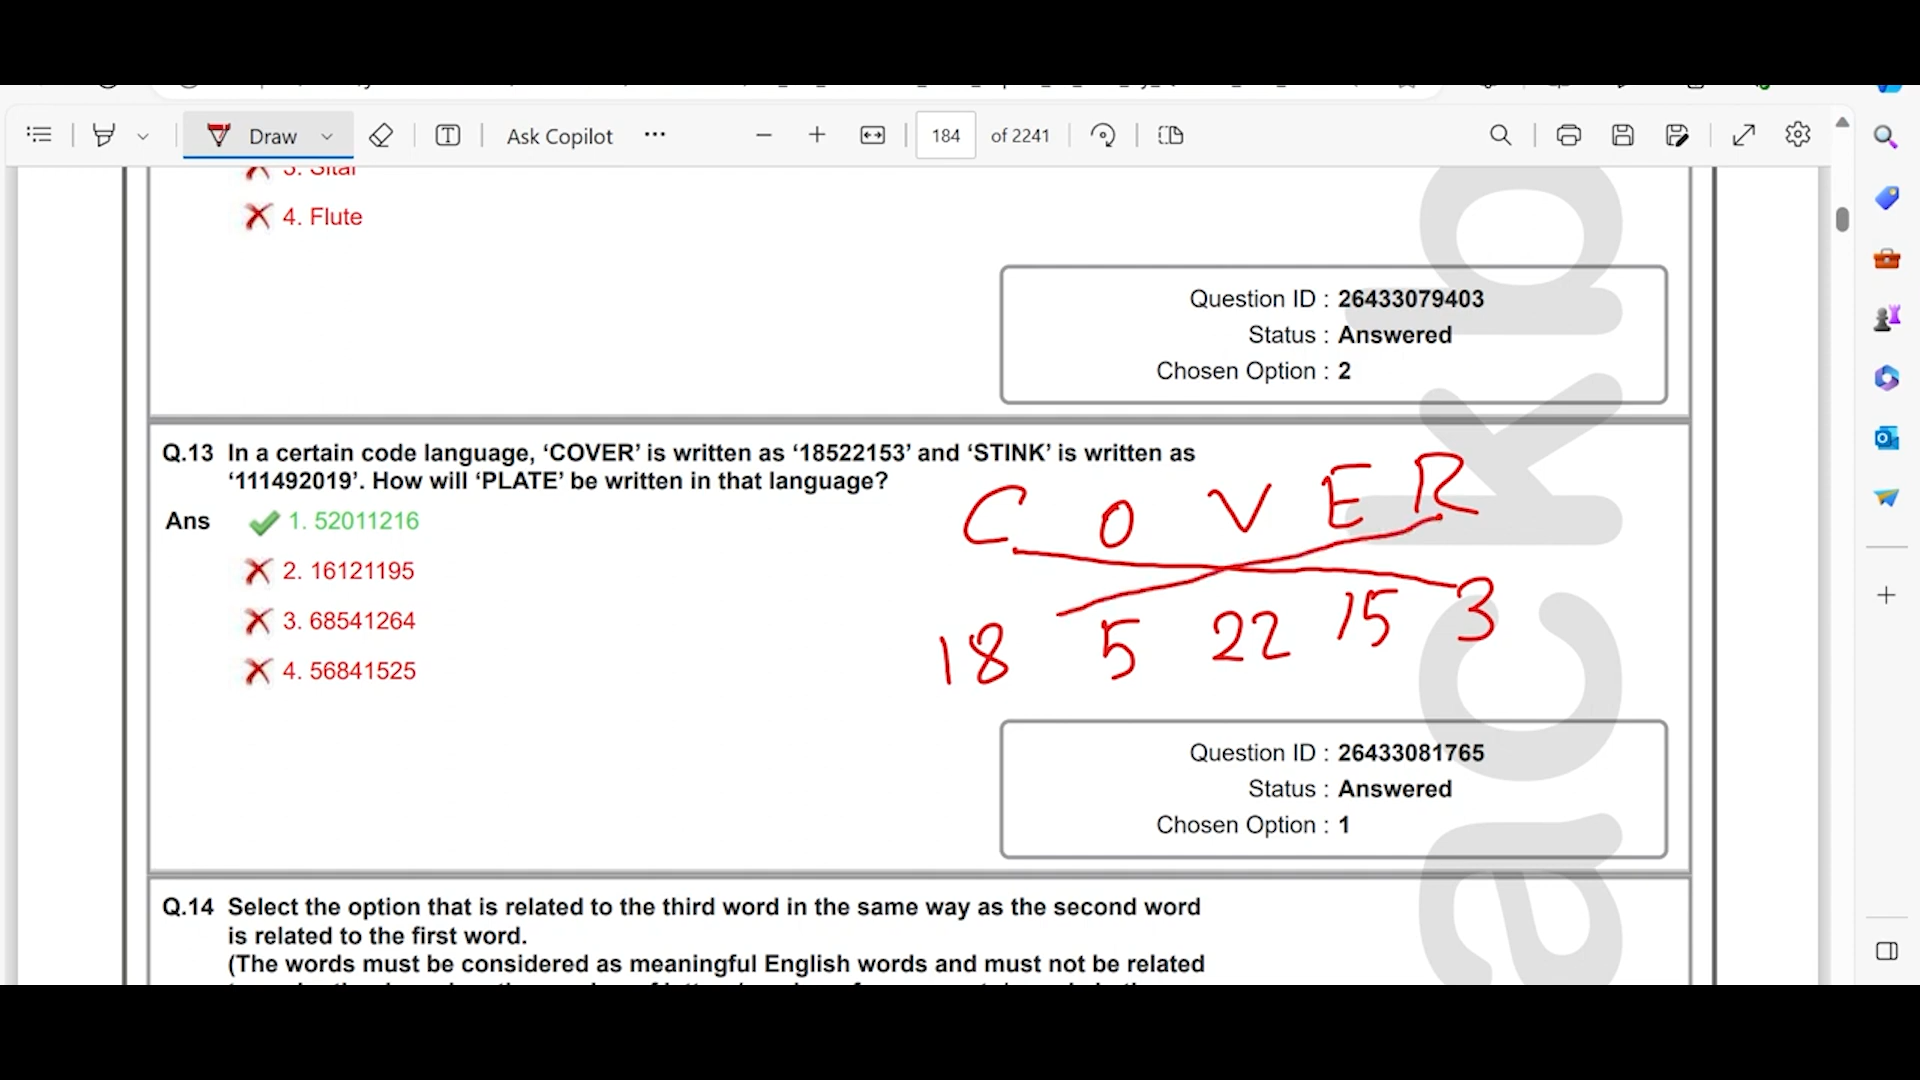 Draw
Ask Copilot
184 of 2241
4. Flute
Question ID : 26433079403
Status : Answered
Chosen Option : 2
Q.13 In a certain code language, ‘COVER’ is written as ‘18522153’ and ‘STINK’ is written as
‘111492019’. How will ‘PLATE’ be written in that language?
Ans 1. 52011216
2. 16121195
3. 68541264
4. 56841525
C O V E R
18 5 22 15 3
Question ID : 26433081765
Status : Answered
Chosen Option : 1
Q.14 Select the option that is related to the third word in the same way as the second word
is related to the first word.
(The words must be considered as meaningful English words and must not be related
ack